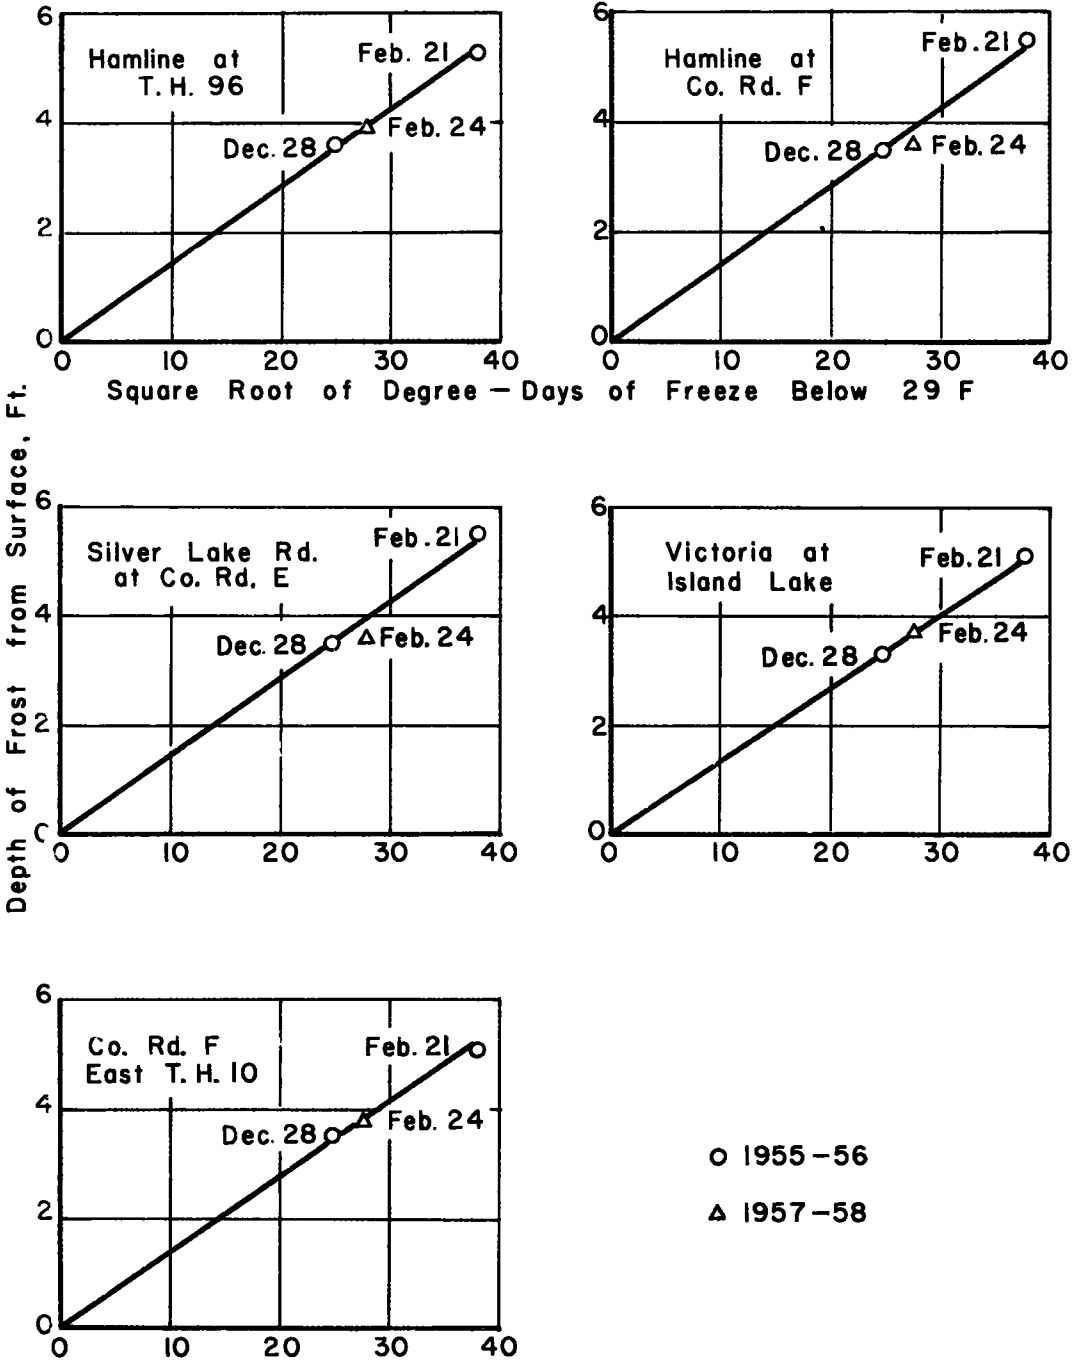 6
4
2
0
0 10 20 30 40
Hamline at
T. H. 96
Feb. 21
Dec. 28
Feb. 24
6
4
2
0
0 10 20 30 40
Hamline at
Co. Rd. F
Feb. 21
Dec. 28
Feb. 24
Square Root of Degree – Days of Freeze Below 29 F
Depth of Frost from Surface, Ft.
6
4
2
0
0 10 20 30 40
Silver Lake Rd.
at Co. Rd. E
Feb. 21
Dec. 28
Feb. 24
6
4
2
0
0 10 20 30 40
Victoria at
Island Lake
Feb. 21
Dec. 28
Feb. 24
6
4
2
0
0 10 20 30 40
Co. Rd. F
East T. H. 10
Feb. 21
Dec. 28
Feb. 24
1955 – 56
1957 – 58